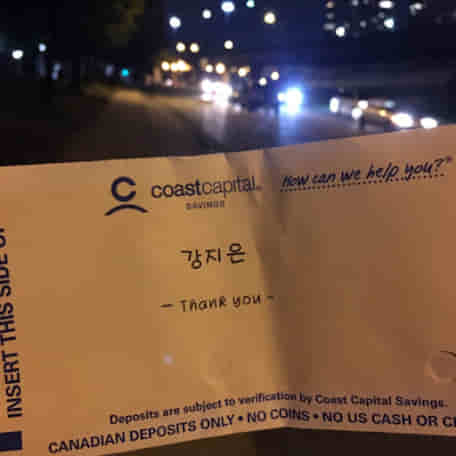 coastcapital®
SAVINGS
How can we help you?®
강지은
- Thank you -
INSERT THIS SIDE
Deposits are subject to verification by Coast Capital Savings.
CANADIAN DEPOSITS ONLY • NO COINS • NO US CASH OR